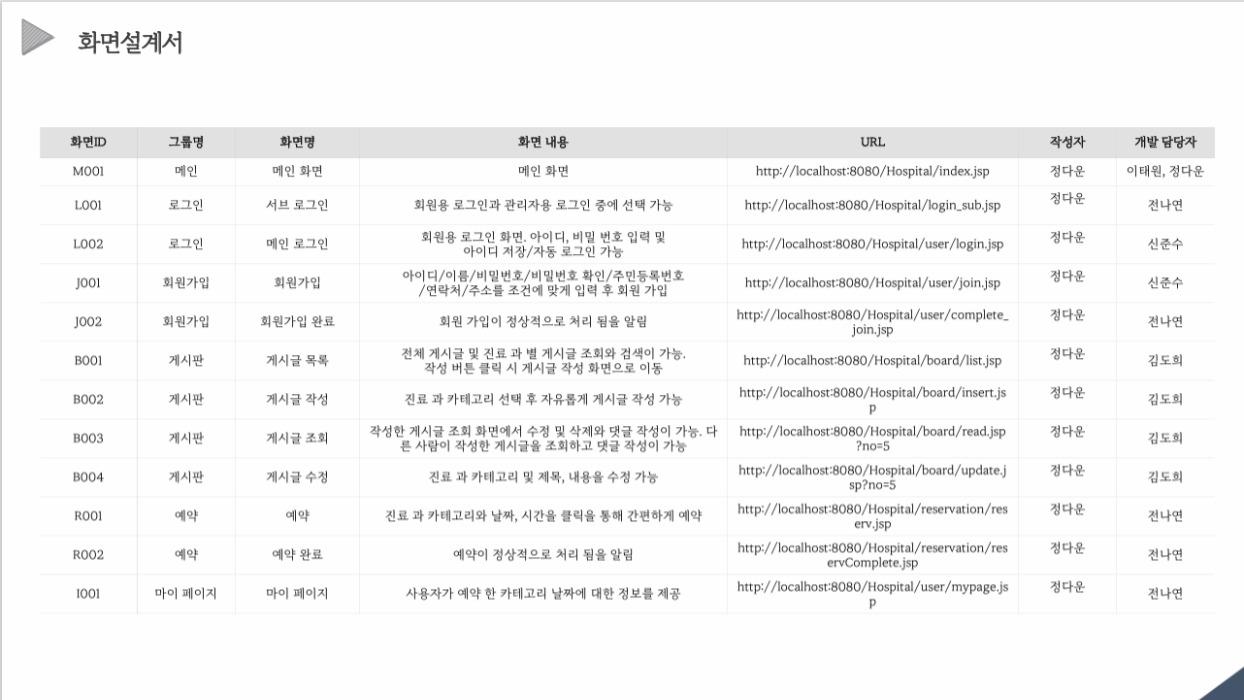 화면설계서
화면ID 그룹명 화면명 화면 내용 URL 작성자 개발 담당자
M001 메인 메인 화면 메인 화면 http://localhost:8080/Hospital/index.jsp 정다운 이태원, 정다운
L001 로그인 서브 로그인 회원용 로그인과 관리자용 로그인 중에 선택 가능 http://localhost:8080/Hospital/login_sub.jsp 정다운 전나연
L002 로그인 메인 로그인 회원용 로그인 화면. 아이디, 비밀 번호 입력 및
아이디 저장/자동 로그인 가능 http://localhost:8080/Hospital/user/login.jsp 정다운 신준수
J001 회원가입 회원가입 아이디/이름/비밀번호/비밀번호 확인/주민등록번호
/연락처/주소를 조건에 맞게 입력 후 회원 가입 http://localhost:8080/Hospital/user/join.jsp 정다운 신준수
J002 회원가입 회원가입 완료 회원 가입이 정상적으로 처리 됨을 알림 http://localhost:8080/Hospital/user/complete_
join.jsp 정다운 전나연
B001 게시판 게시글 목록 전체 게시글 및 진료 과 별 게시글 조회와 검색이 가능.
작성 버튼 클릭 시 게시글 작성 화면으로 이동 http://localhost:8080/Hospital/board/list.jsp 정다운 김도희
B002 게시판 게시글 작성 진료 과 카테고리 선택 후 자유롭게 게시글 작성 가능 http://localhost:8080/Hospital/board/insert.js
p 정다운 김도희
B003 게시판 게시글 조회 작성한 게시글 조회 화면에서 수정 및 삭제와 댓글 작성이 가능. 다
른 사람이 작성한 게시글을 조회하고 댓글 작성이 가능 http://localhost:8080/Hospital/board/read.jsp
?no=5 정다운 김도희
B004 게시판 게시글 수정 진료 과 카테고리 및 제목, 내용을 수정 가능 http://localhost:8080/Hospital/board/update.j
sp?no=5 정다운 김도희
R001 예약 예약 진료 과 카테고리와 날짜, 시간을 클릭을 통해 간편하게 예약 http://localhost:8080/Hospital/reservation/res
erv.jsp 정다운 전나연
R002 예약 예약 완료 예약이 정상적으로 처리 됨을 알림 http://localhost:8080/Hospital/reservation/res
ervComplete.jsp 정다운 전나연
I001 마이 페이지 마이 페이지 사용자가 예약 한 카테고리 날짜에 대한 정보를 제공 http://localhost:8080/Hospital/user/mypage.js
p 정다운 전나연